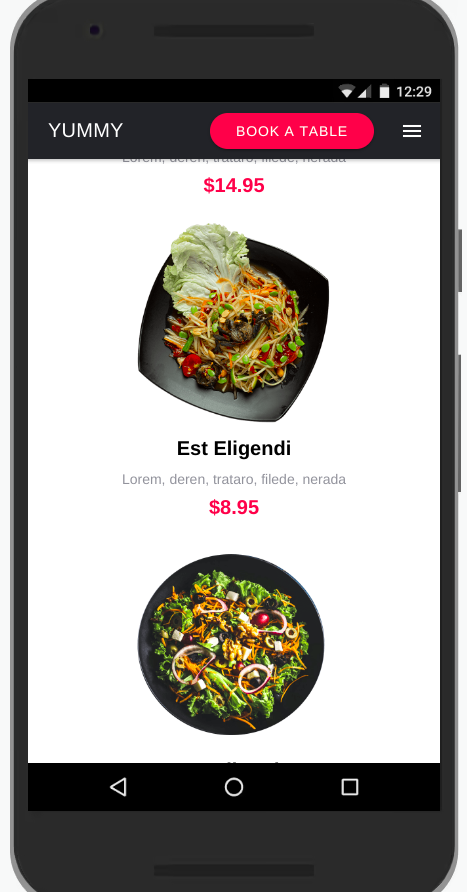 12:29
YUMMY
BOOK A TABLE
Lorem, deren, trataro, filede, nerada
$14.95
Est Eligendi
Lorem, deren, trataro, filede, nerada
$8.95